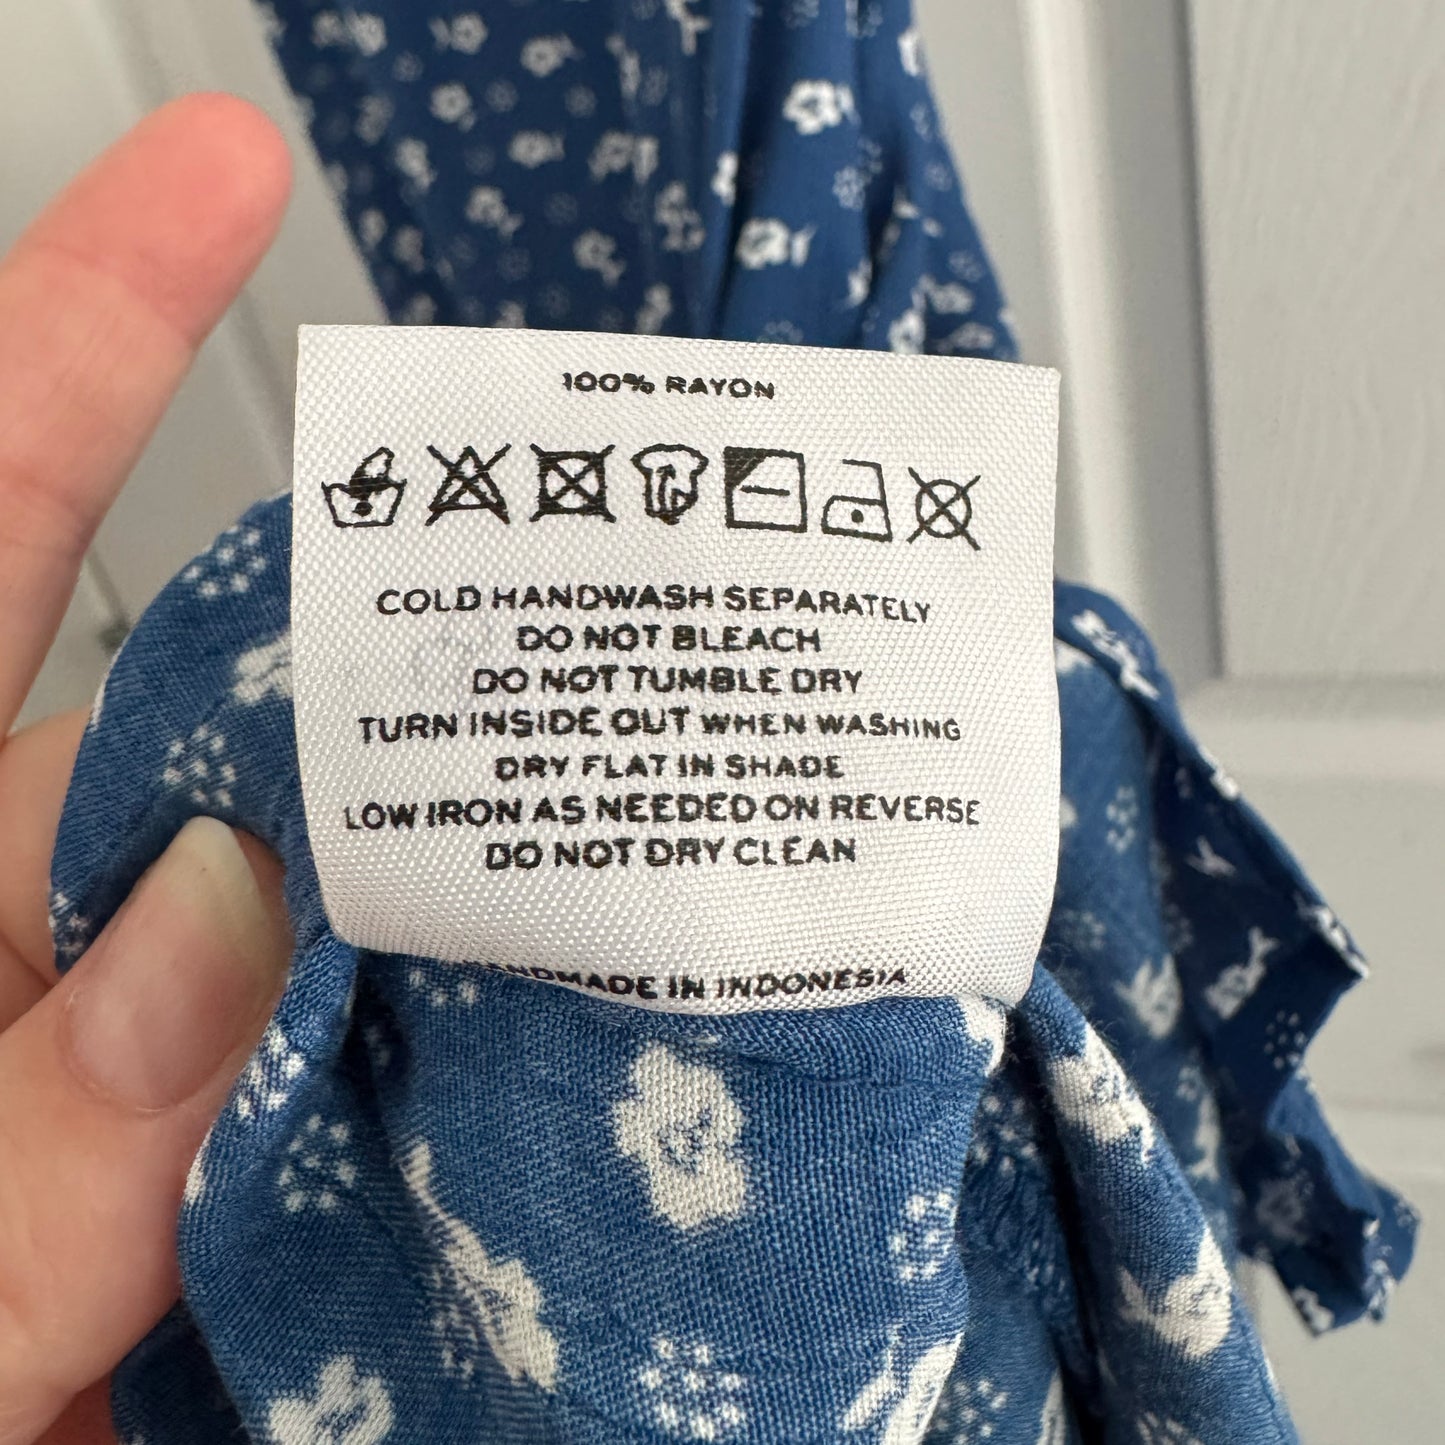 100% RAYON
COLD HANDWASH SEPARATELY
DO NOT BLEACH
DO NOT TUMBLE DRY
TURN INSIDE OUT WHEN WASHING
DRY FLAT IN SHADE
LOW IRON AS NEEDED ON REVERSE
DO NOT DRY CLEAN
HANDMADE IN INDONESIA